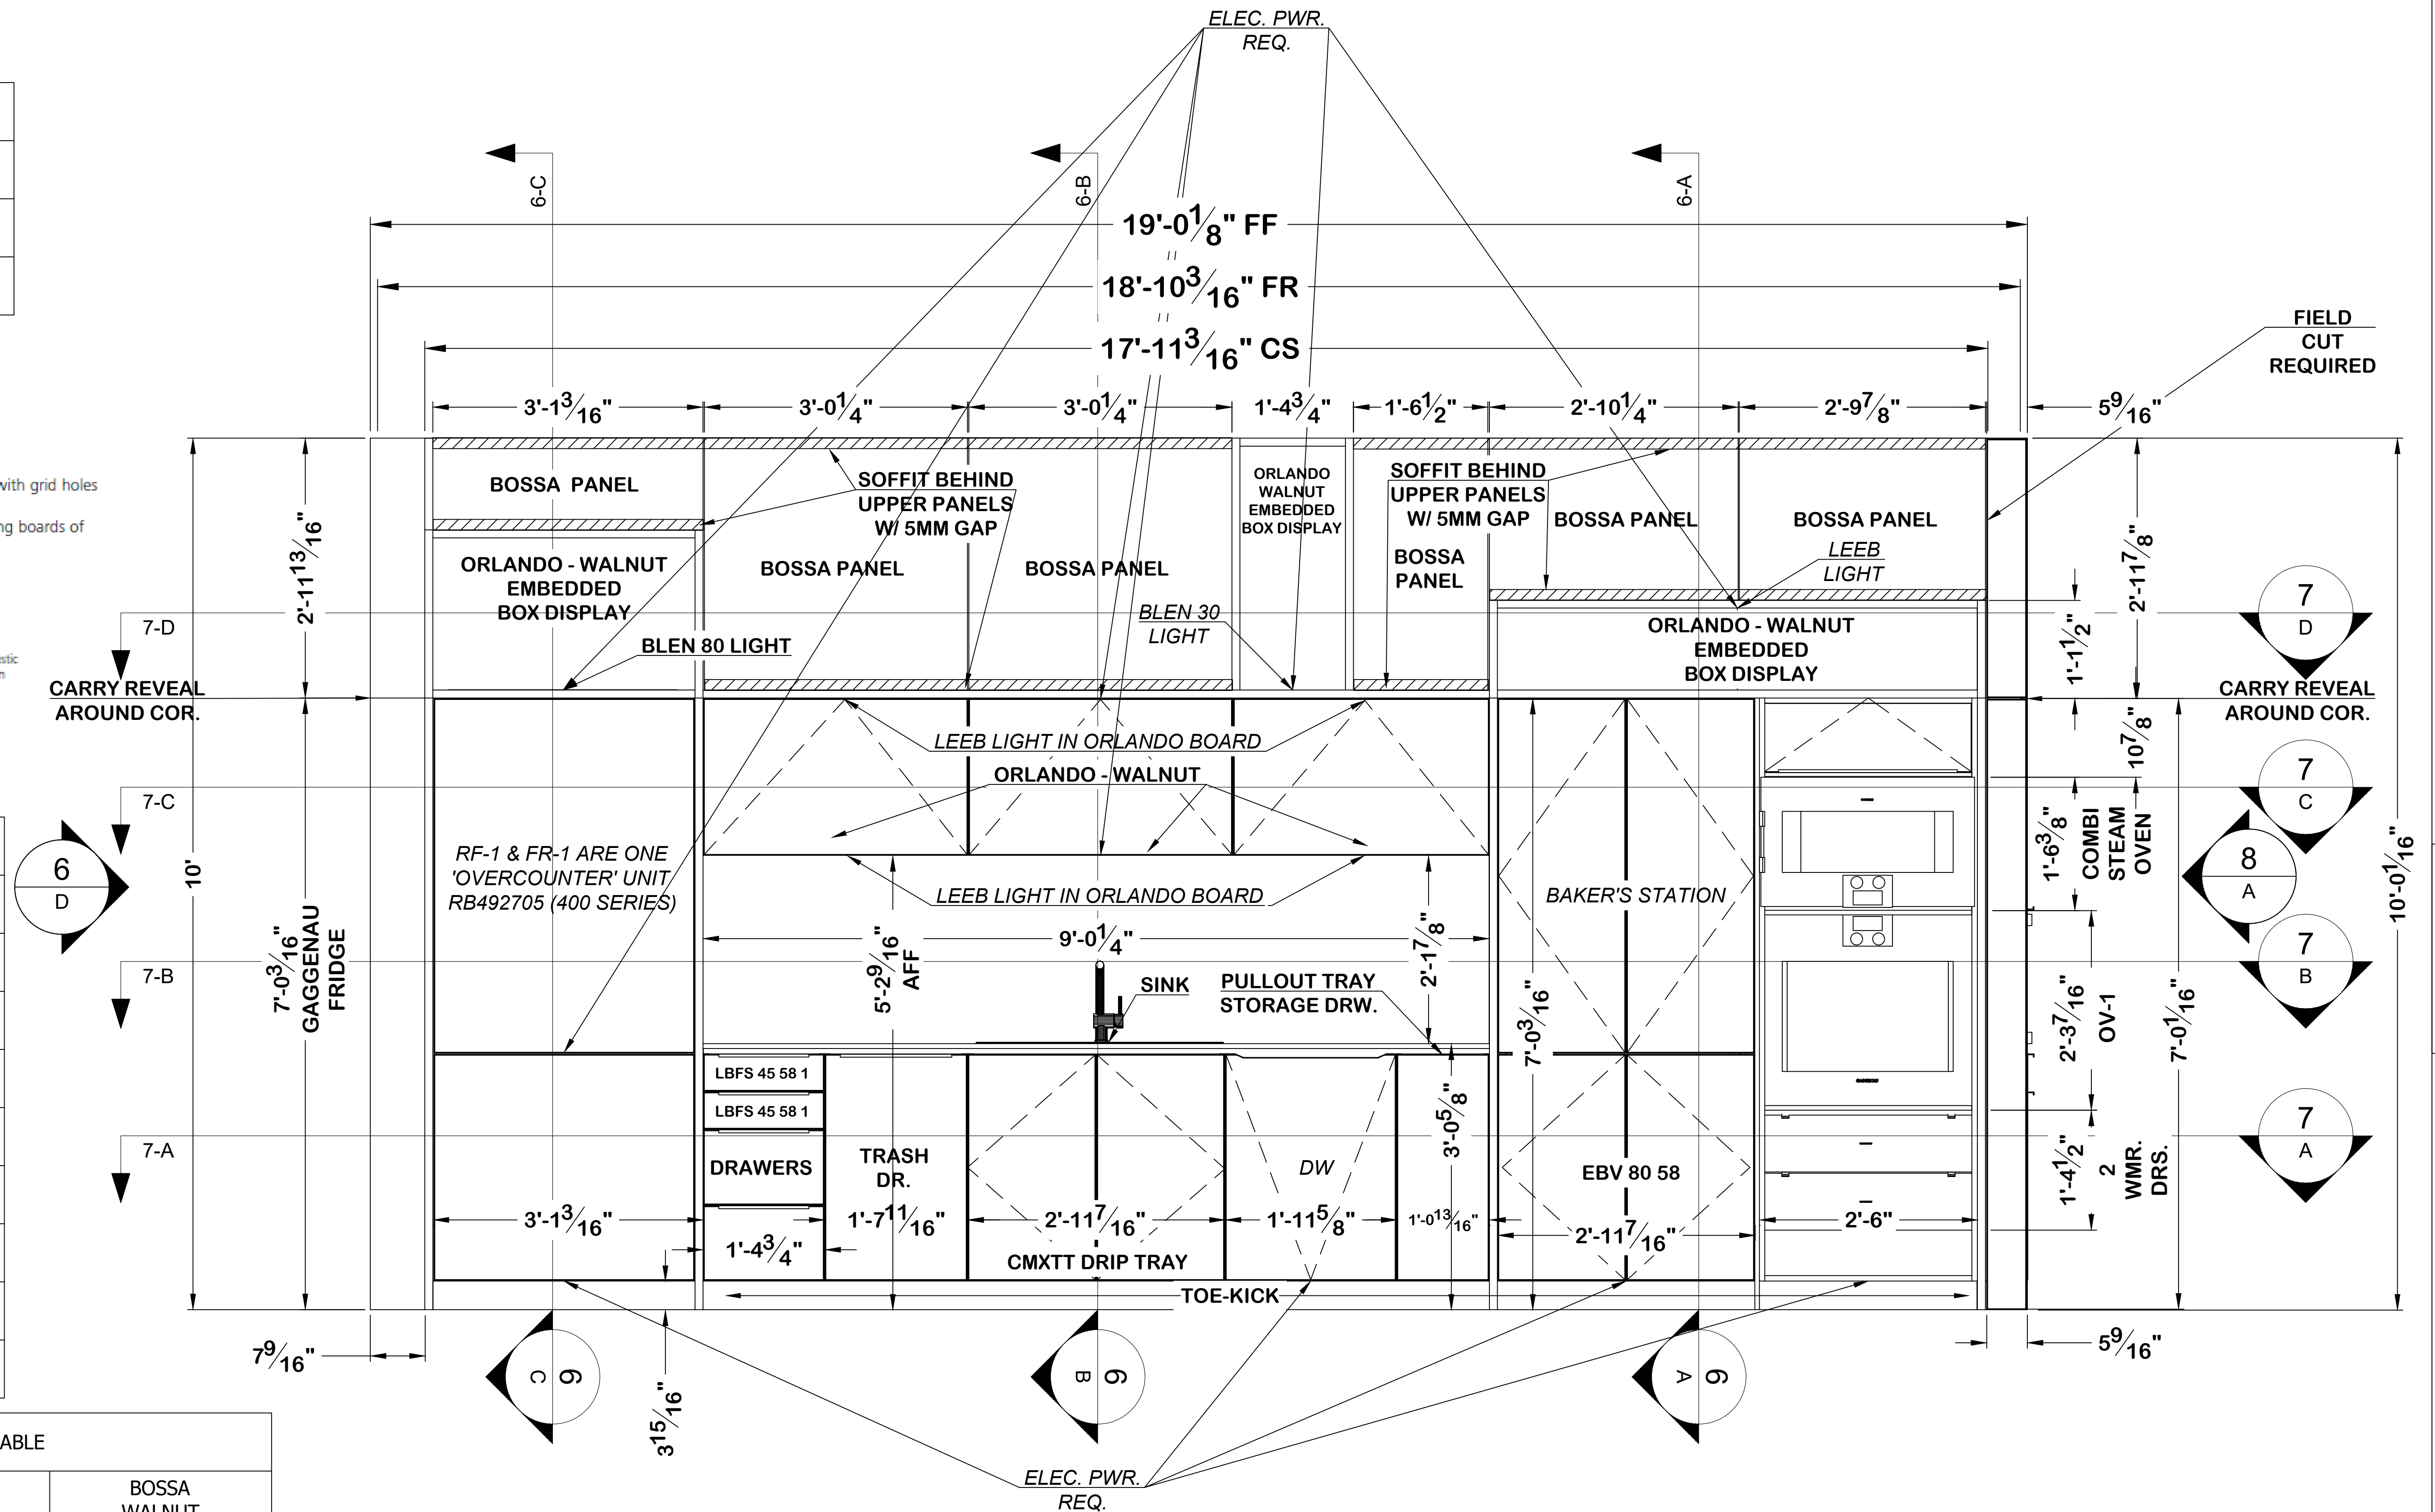 ELEC. PWR.
REQ.
6-C
6-B
6-A
19'-0 1/8" FF
18'-10 3/16" FR
17'-11 3/16" CS
FIELD
CUT
REQUIRED
3'-1 3/16"
3'-0 1/4"
3'-0 1/4"
1'-4 3/4"
1'-6 1/2"
2'-10 1/4"
2'-9 7/8"
5 9/16"
with grid holes
ng boards of
BOSSA PANEL
SOFFIT BEHIND
UPPER PANELS
W/ 5MM GAP
ORLANDO
WALNUT
EMBEDDED
BOX DISPLAY
SOFFIT BEHIND
UPPER PANELS
W/ 5MM GAP
BOSSA PANEL
BOSSA PANEL
2'-11 13/16"
ORLANDO - WALNUT
EMBEDDED
BOX DISPLAY
BOSSA PANEL
BOSSA PANEL
BOSSA
PANEL
LEEB
LIGHT
2'-11 7/8"
1'-1 1/2"
7
D
7-D
BLEN 80 LIGHT
BLEN 30
LIGHT
ORLANDO - WALNUT
EMBEDDED
BOX DISPLAY
stic
CARRY REVEAL
AROUND COR.
CARRY REVEAL
AROUND COR.
LEEB LIGHT IN ORLANDO BOARD
10 7/8"
ORLANDO - WALNUT
7-C
7
C
6
D
10'
RF-1 & FR-1 ARE ONE
'OVERCOUNTER' UNIT
RB492705 (400 SERIES)
LEEB LIGHT IN ORLANDO BOARD
BAKER'S STATION
1'-6 3/8"
COMBI
STEAM
OVEN
8
A
10'-0 1/16"
7'-0 3/16"
GAGGENAU
FRIDGE
5'-2 9/16"
AFF
9'-0 1/4"
2'-1 7/8"
7-B
SINK
PULLOUT TRAY
STORAGE DRW.
7'-0 3/16"
2'-3 7/16"
OV-1
7'-0 1/16"
7
B
LBFS 45 58 1
LBFS 45 58 1
DRAWERS
TRASH
DR.
DW
3'-0 5/8"
EBV 80 58
1'-4 1/2"
2
WMR.
DRS.
7-A
7
A
3'-1 3/16"
1'-4 3/4"
1'-7 11/16"
2'-11 7/16"
1'-11 5/8"
1'-0 13/16"
2'-11 7/16"
2'-6"
CMXTT DRIP TRAY
TOE-KICK
7 9/16"
3 15/16"
6
C
6
B
6
A
5 9/16"
ELEC. PWR.
REQ.
ABLE
BOSSA
WALNUT